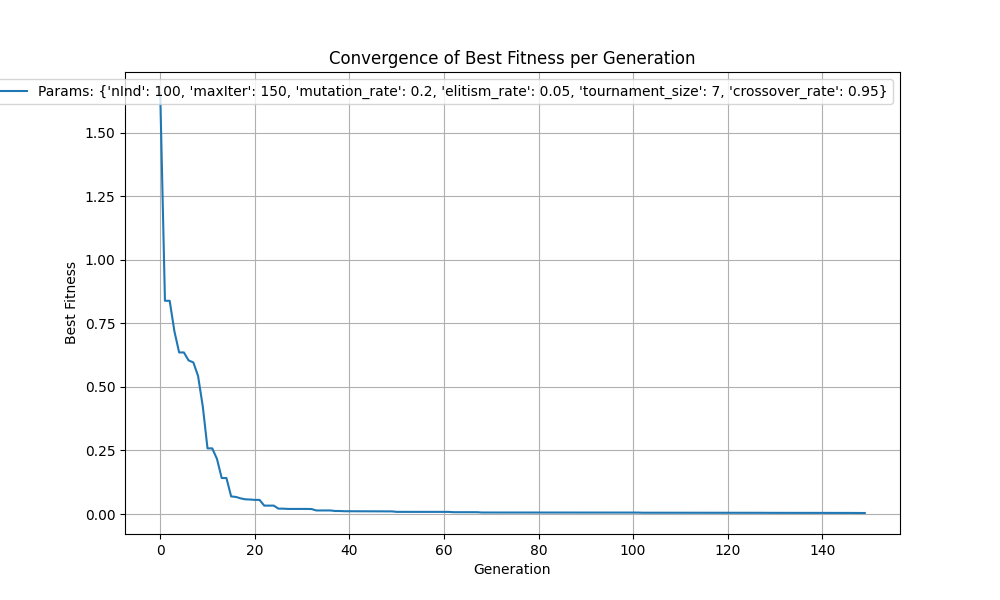 Convergence of Best Fitness per Generation
Params: {'nInd': 100, 'maxIter': 150, 'mutation_rate': 0.2, 'elitism_rate': 0.05, 'tournament_size': 7, 'crossover_rate': 0.95}
1.50
1.25
1.00
0.75
0.50
0.25
0.00
Best Fitness
0 20 40 60 80 100 120 140
Generation